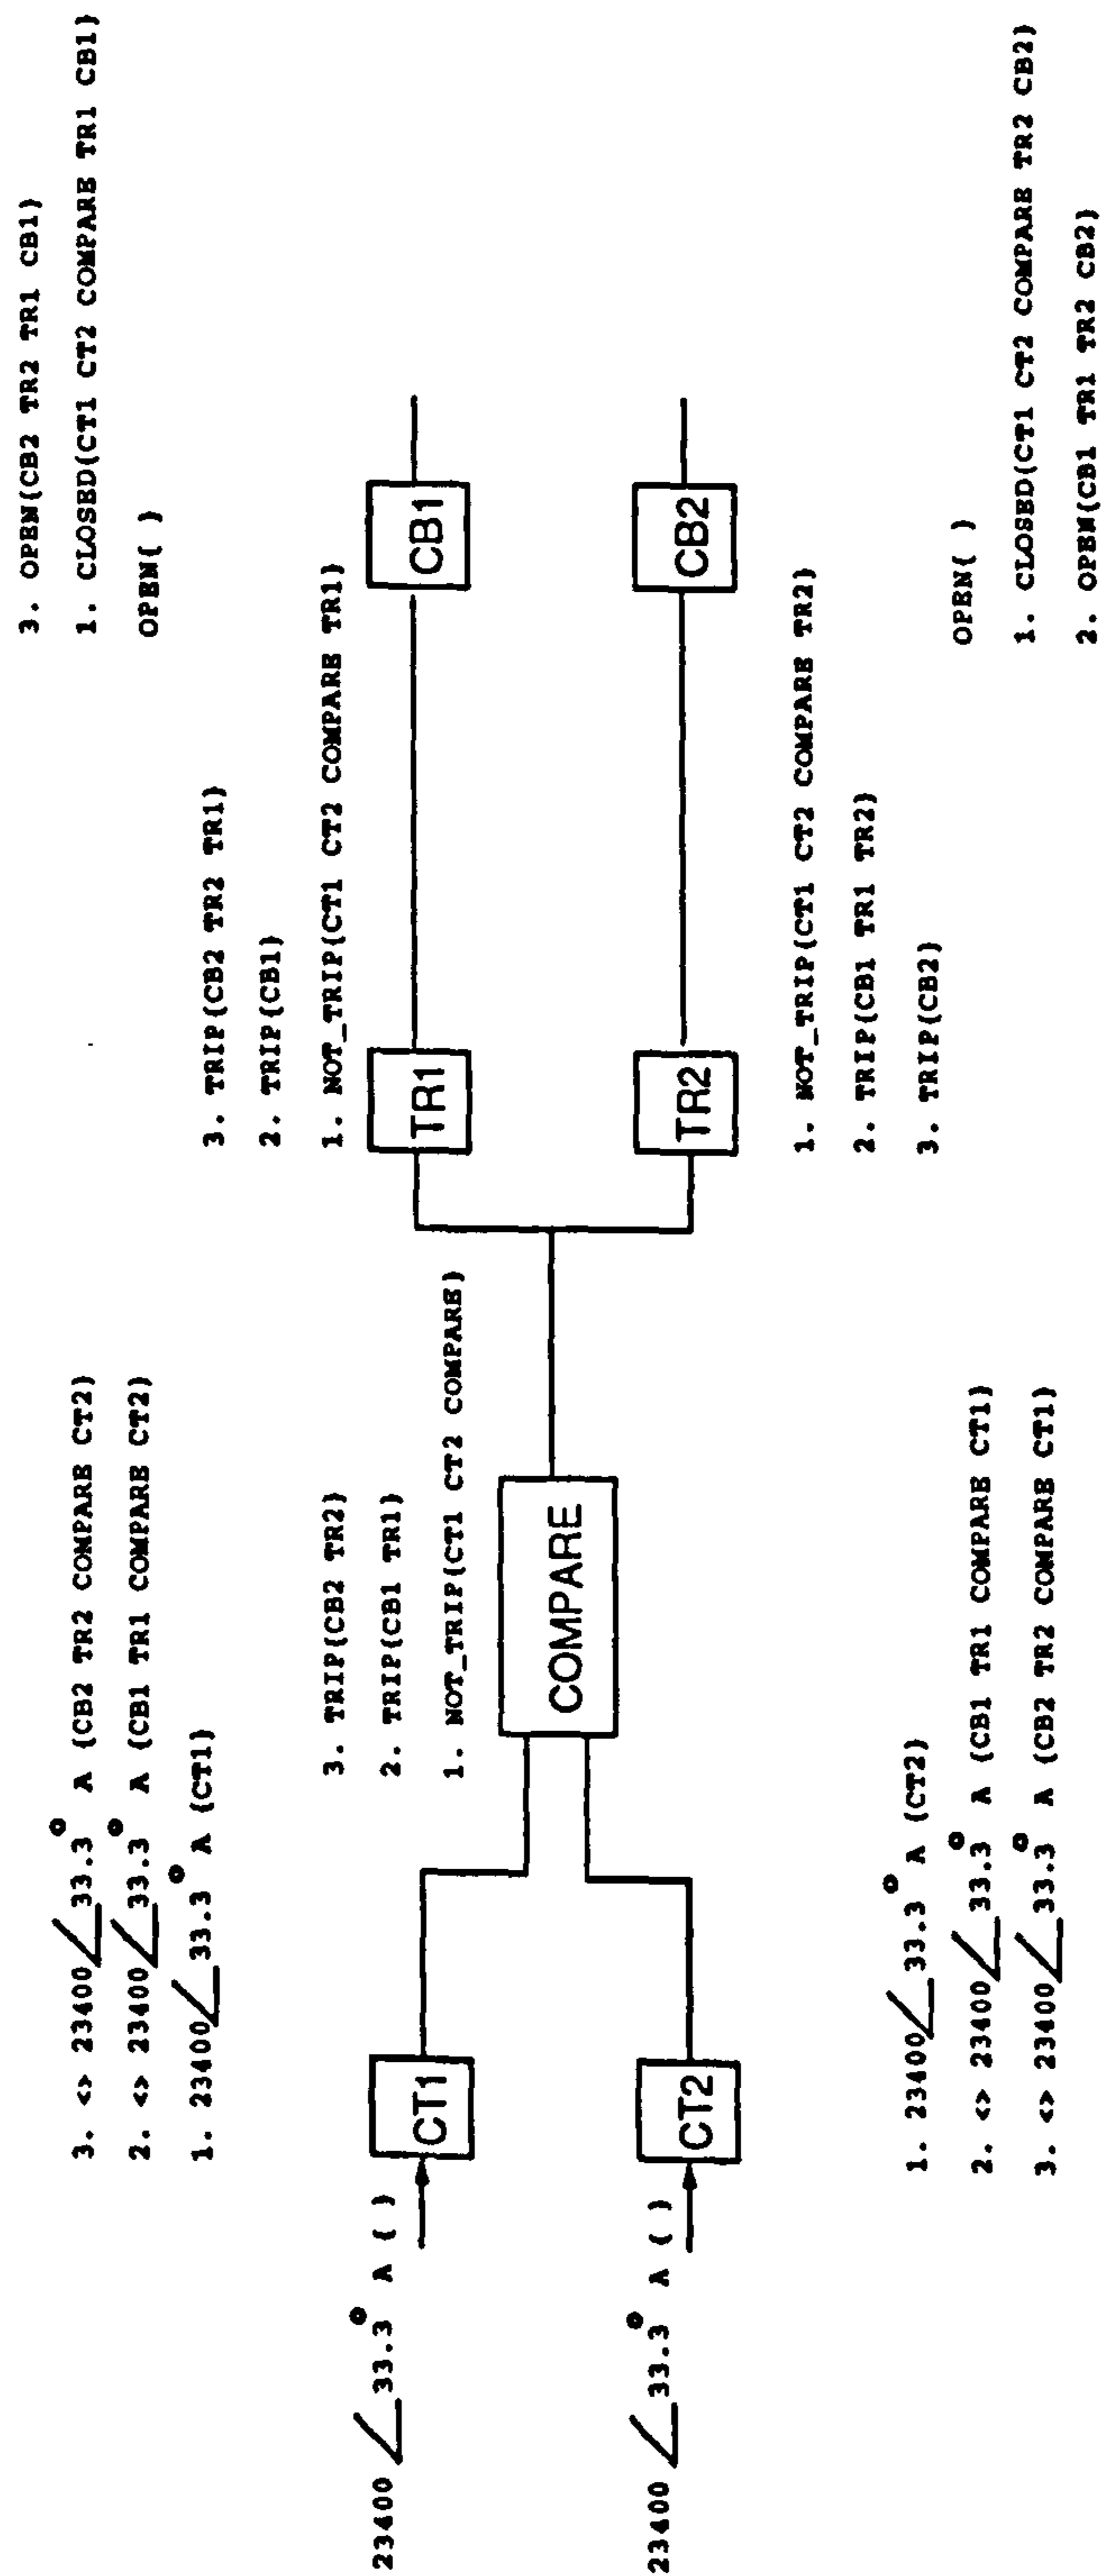 3. <> 23400∠33.3° A {CB2 TR2 COMPARE CT2}
2. <> 23400∠33.3° A {CB1 TR1 COMPARE CT2}
1. 23400∠33.3° A {CT1}
23400∠33.3° A { }
CT1
23400∠33.3° A { }
CT2
1. 23400∠33.3° A {CT2}
2. <> 23400∠33.3° A {CB1 TR1 COMPARE CT1}
3. <> 23400∠33.3° A {CB2 TR2 COMPARE CT1}
3. TRIP{CB2 TR2}
2. TRIP{CB1 TR1}
1. NOT_TRIP{CT1 CT2 COMPARE}
COMPARE
3. TRIP{CB2 TR2 TR1}
2. TRIP{CB1}
1. NOT_TRIP{CT1 CT2 COMPARE TR1}
TR1
TR2
1. NOT_TRIP{CT1 CT2 COMPARE TR2}
2. TRIP{CB1 TR1 TR2}
3. TRIP{CB2}
3. OPEN{CB2 TR2 TR1 CB1}
1. CLOSED{CT1 CT2 COMPARE TR1 CB1}
OPEN{ }
CB1
CB2
OPEN{ }
1. CLOSED{CT1 CT2 COMPARE TR2 CB2}
2. OPEN{CB1 TR1 TR2 CB2}